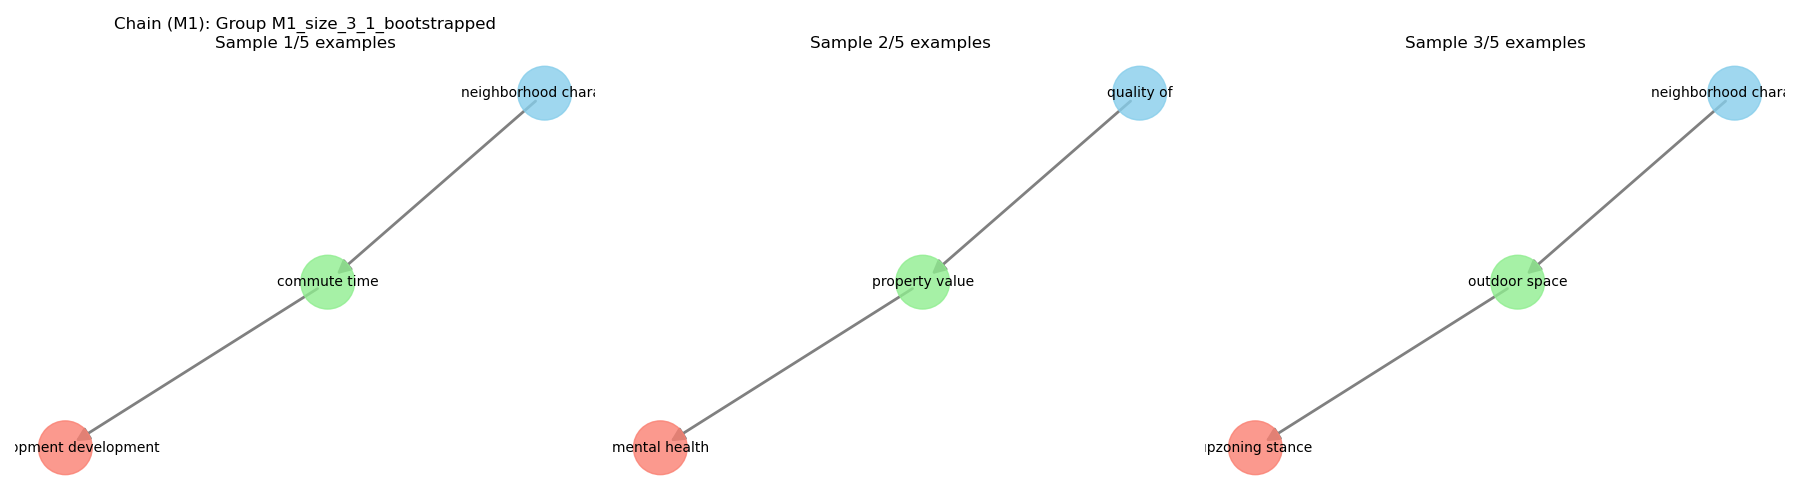 Chain (M1): Group M1_size_3_1_bootstrapped
Sample 1/5 examples
Sample 2/5 examples
Sample 3/5 examples
neighborhood chara
quality of
neighborhood chara
commute time
property value
outdoor space
opment development
mental health
upzoning stance